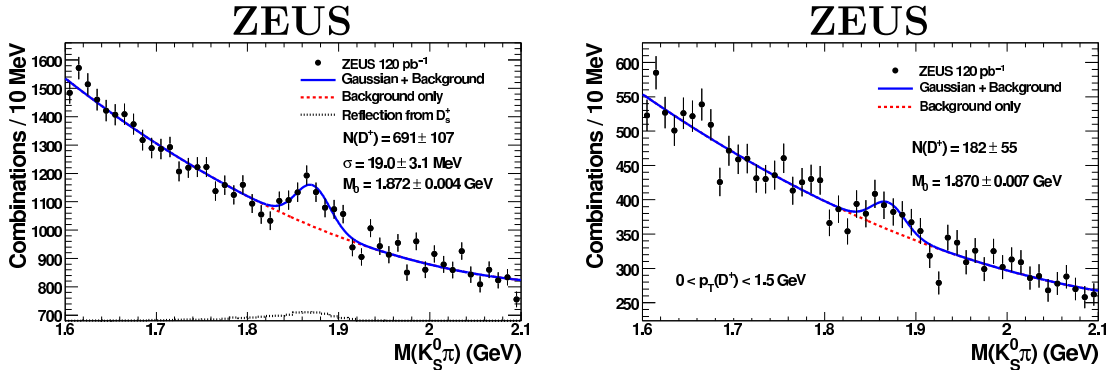 ZEUS
Combinations / 10 MeV
1600
1500
1400
1300
1200
1100
1000
900
800
700
ZEUS 120 pb⁻¹
Gaussian + Background
Background only
Reflection from D⁺ₛ
N(D⁺) = 691 ± 107
σ = 19.0 ± 3.1 MeV
M_D = 1.872 ± 0.004 GeV
1.6 1.7 1.8 1.9 2 2.1
M(K⁰_Sπ) (GeV)
ZEUS
Combinations / 10 MeV
600
550
500
450
400
350
300
250
ZEUS 120 pb⁻¹
Gaussian + Background
Background only
N(D⁺) = 182 ± 55
M_D = 1.870 ± 0.007 GeV
0 < p_T(D⁺) < 1.5 GeV
1.6 1.7 1.8 1.9 2 2.1
M(K⁰_Sπ) (GeV)